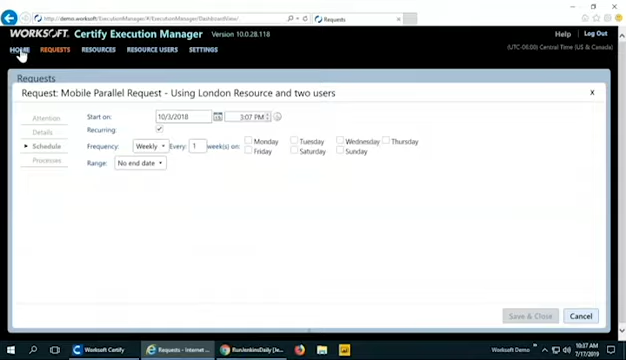 http://demo.worksoft/ExecutionManager/#/ExecutionManager/DashboardView/
Requests
WORKSOFT. Certify Execution Manager Version 10.0.28.118
Help | Log Out
HOME REQUESTS RESOURCES RESOURCE USERS SETTINGS
(UTC-06:00) Central Time (US & Canada)
Requests
Request: Mobile Parallel Request - Using London Resource and two users X
Attention
Details
Schedule
Processes
Start on: 10/3/2018 3:07 PM
Recurring:
Frequency: Weekly Every: 1 week(s) on: Monday Tuesday Wednesday Thursday
Friday Saturday Sunday
Range: No end date
Save & Close Cancel
Worksoft Certify
Requests - Internet ...
RunJenkinsDaily [Je...
Worksoft Demo
10:37 AM
7/17/2019